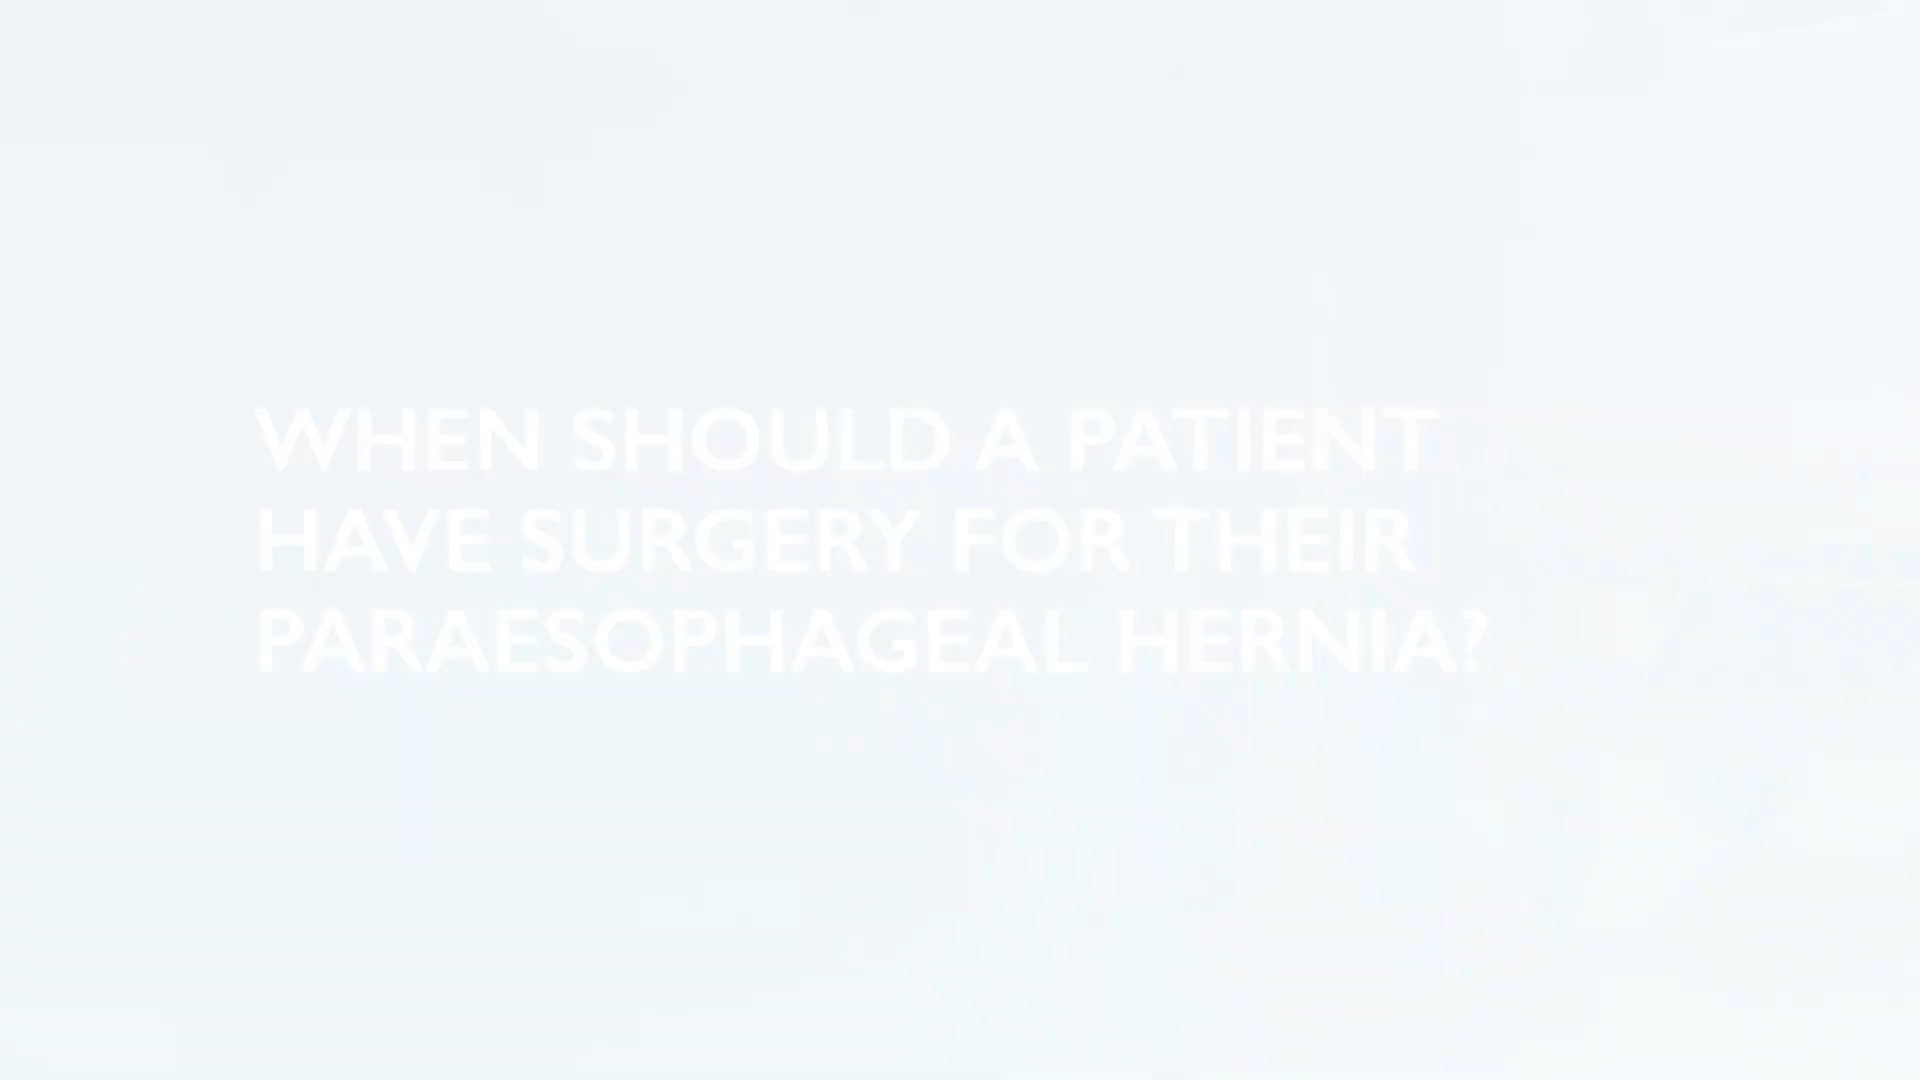 WHEN SHOULD A PATIENT
HAVE SURGERY FOR THEIR
PARAESOPHAGEAL HERNIA?